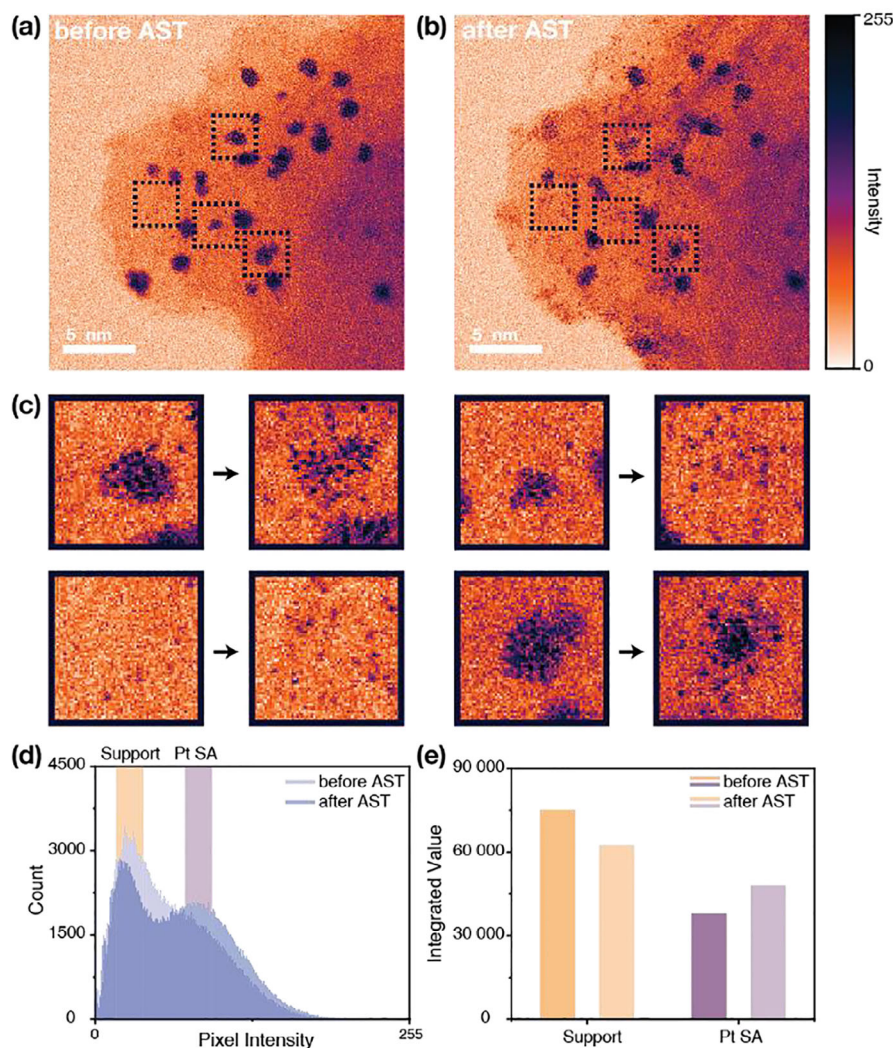 (a) before AST
(b) after AST
5 nm
5 nm
255
Intensity
0
(c)
(d)
Support Pt SA
4500
3000
1500
0
Count
before AST
after AST
0 255
Pixel Intensity
(e)
90 000
60 000
30 000
0
Integrated Value
before AST
after AST
Support Pt SA